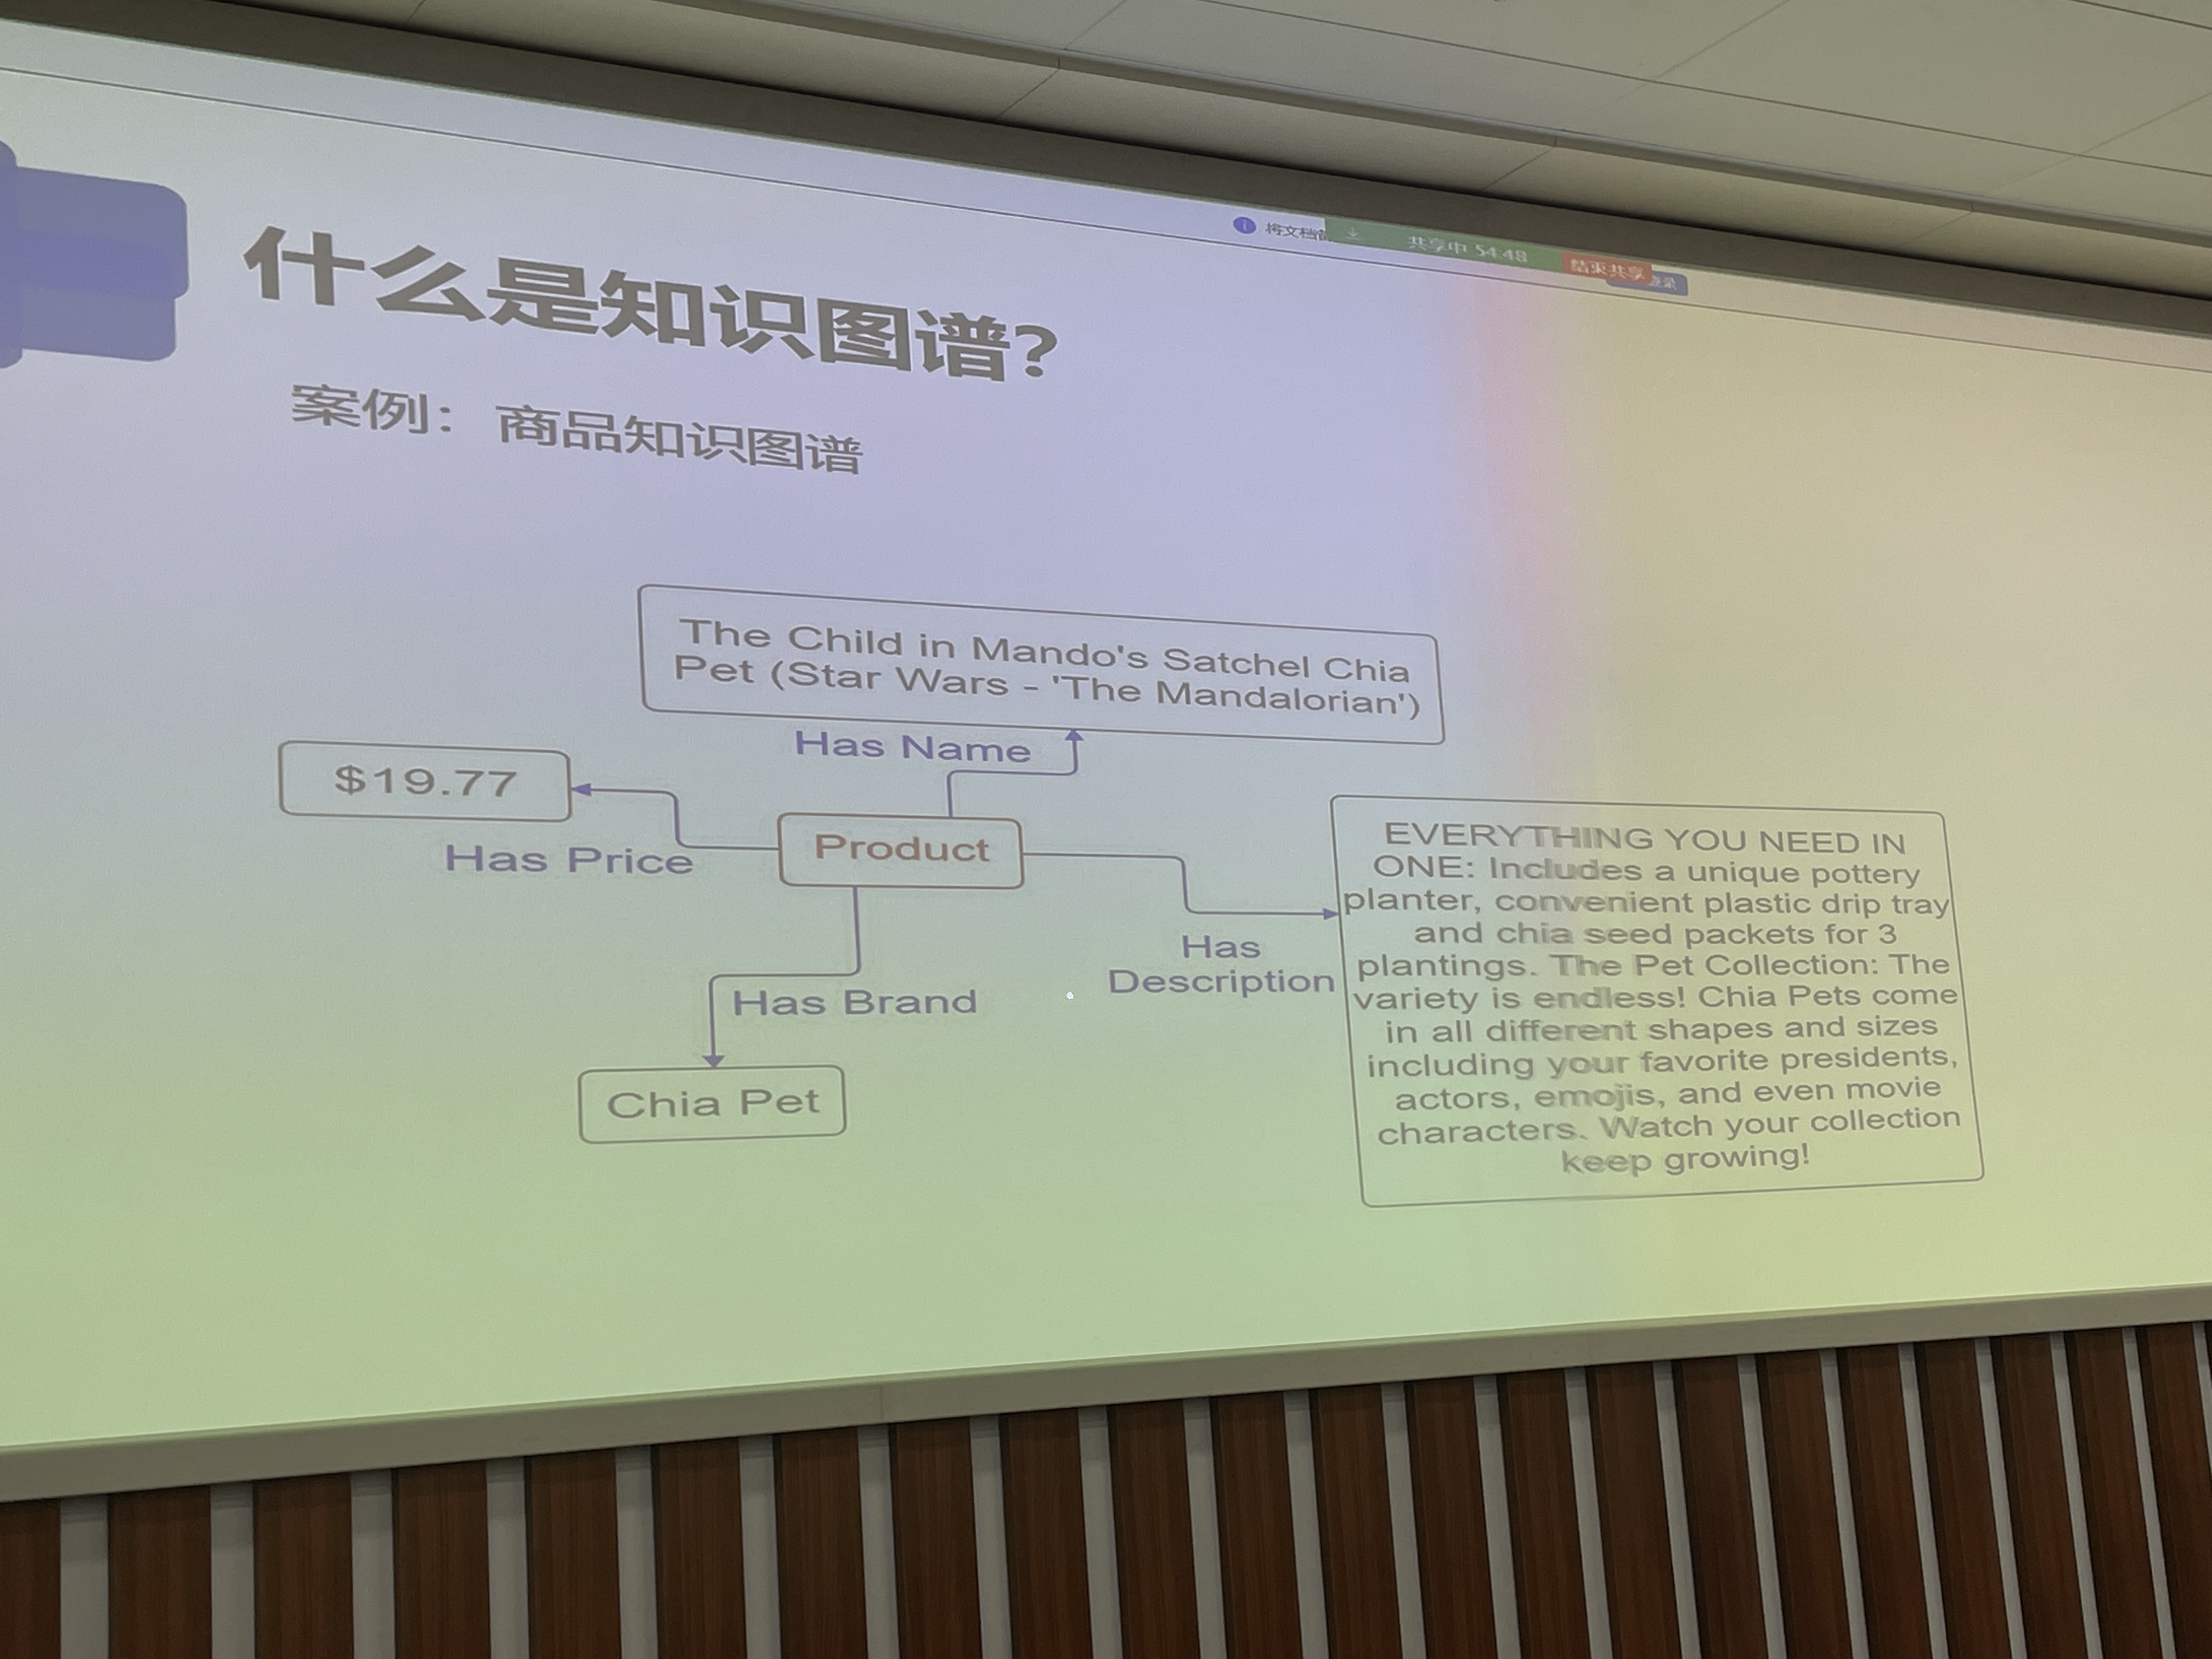 将文档
共享中 54:48
结束共享
登录
什么是知识图谱?
案例：商品知识图谱
The Child in Mando's Satchel Chia
Pet (Star Wars - 'The Mandalorian')
Has Name
$19.77
Has Price
Product
EVERYTHING YOU NEED IN
ONE: Includes a unique pottery
planter, convenient plastic drip tray
and chia seed packets for 3
plantings. The Pet Collection: The
variety is endless! Chia Pets come
in all different shapes and sizes
including your favorite presidents,
actors, emojis, and even movie
characters. Watch your collection
keep growing!
Has
Description
Has Brand
Chia Pet